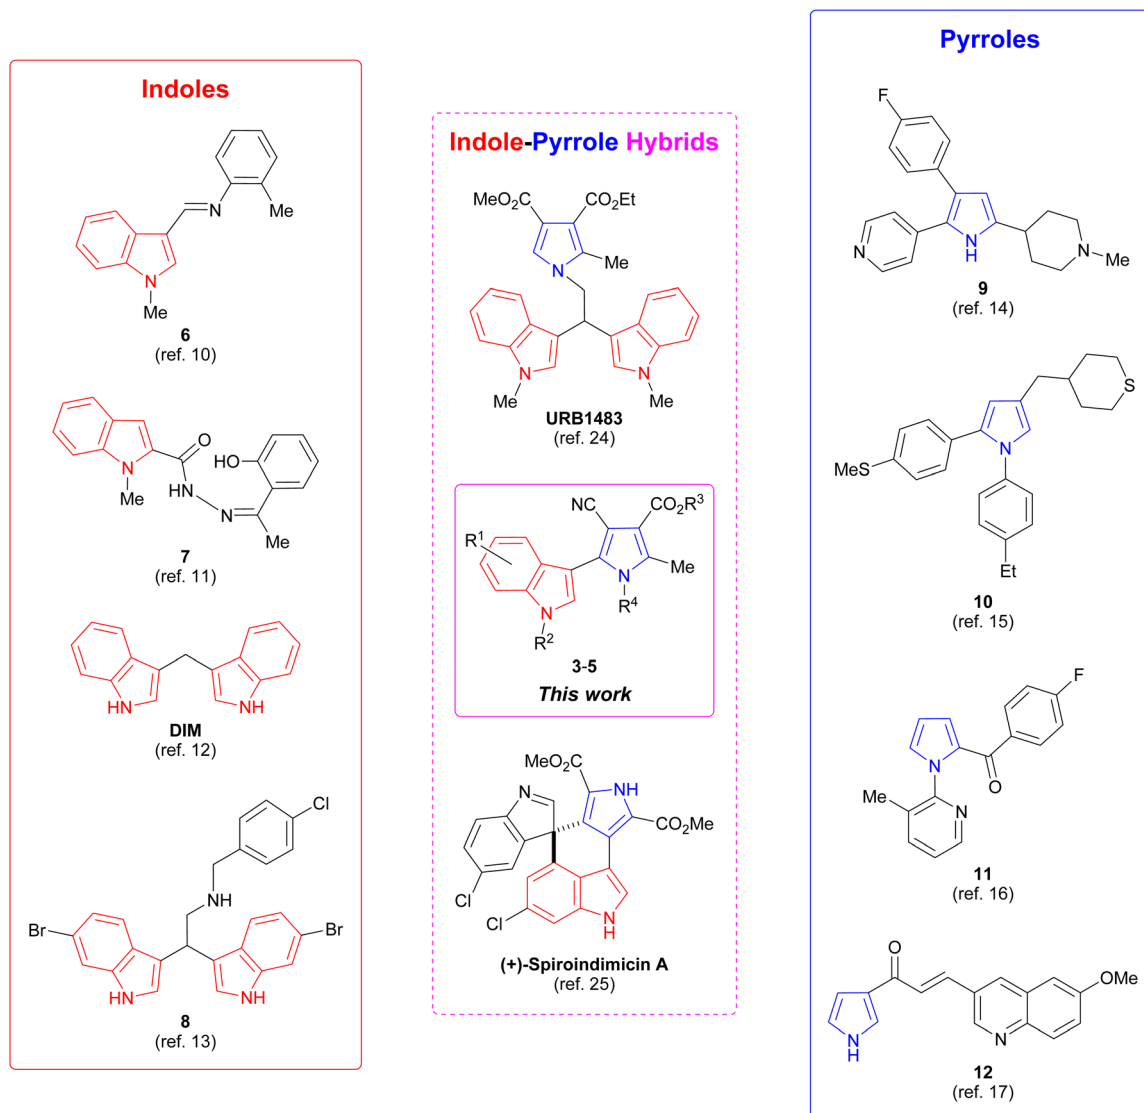 Indoles
N
Me
N
Me
6
(ref. 10)
O
HO
N
Me
HN
N
Me
7
(ref. 11)
HN
NH
DIM
(ref. 12)
Cl
NH
Br
Br
HN
NH
8
(ref. 13)
Indole-Pyrrole Hybrids
MeO₂C
CO₂Et
N
Me
N
Me
N
Me
URB1483
(ref. 24)
NC
CO₂R³
R¹
N
Me
R⁴
N
R²
3-5
This work
MeO₂C
N
NH
CO₂Me
Cl
Cl
N
H
(+)-Spiroindimicin A
(ref. 25)
Pyrroles
F
N
N
H
N
Me
9
(ref. 14)
S
N
MeS
Et
10
(ref. 15)
F
N
O
Me
N
11
(ref. 16)
O
OMe
N
H
N
12
(ref. 17)